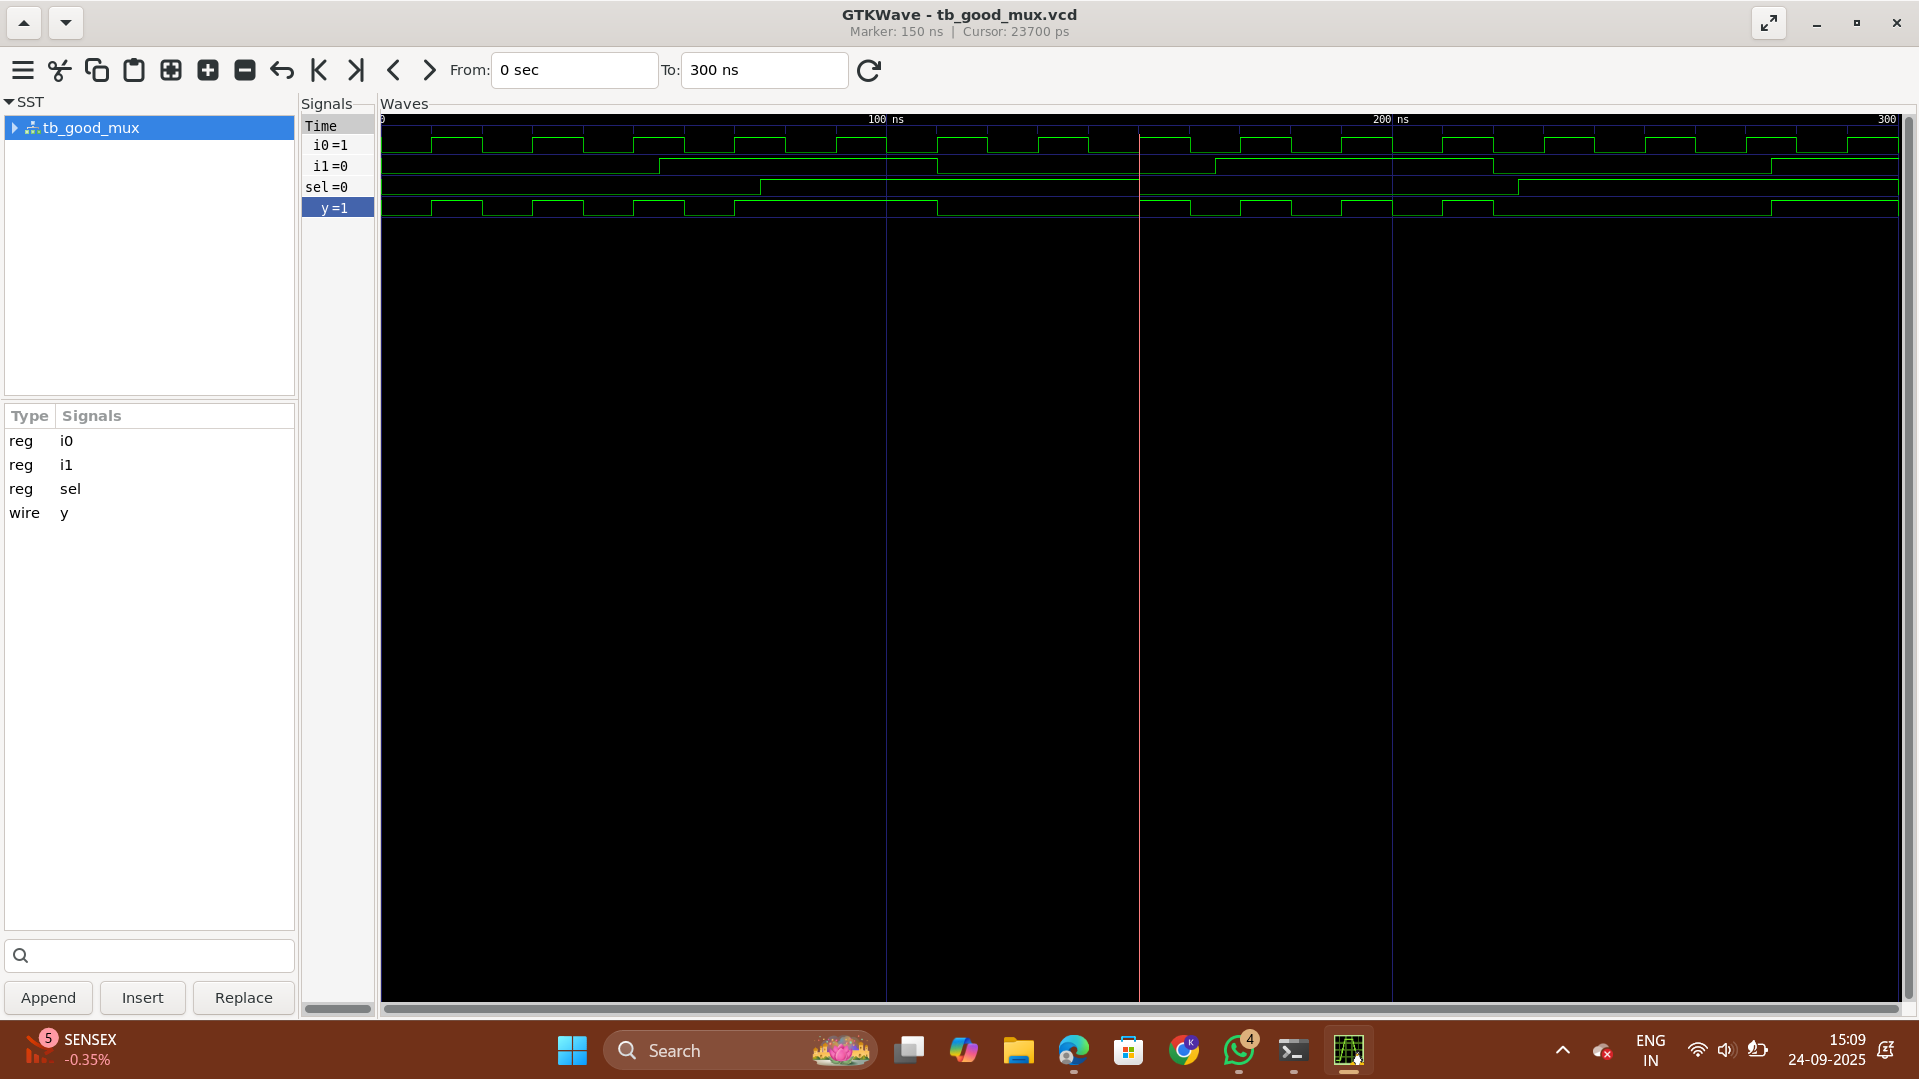 GTKWave - tb_good_mux.vcd
Marker: 150 ns | Cursor: 23700 ps
From: 0 sec To: 300 ns
SST
tb_good_mux
Type Signals
reg i0
reg i1
reg sel
wire y
Append Insert Replace
Signals
Time
i0=1
i1=0
sel=0
y=1
Waves
0 100 ns 200 ns 300
5
SENSEX
-0.35%
Search
K
4
ENG
IN
15:09
24-09-2025